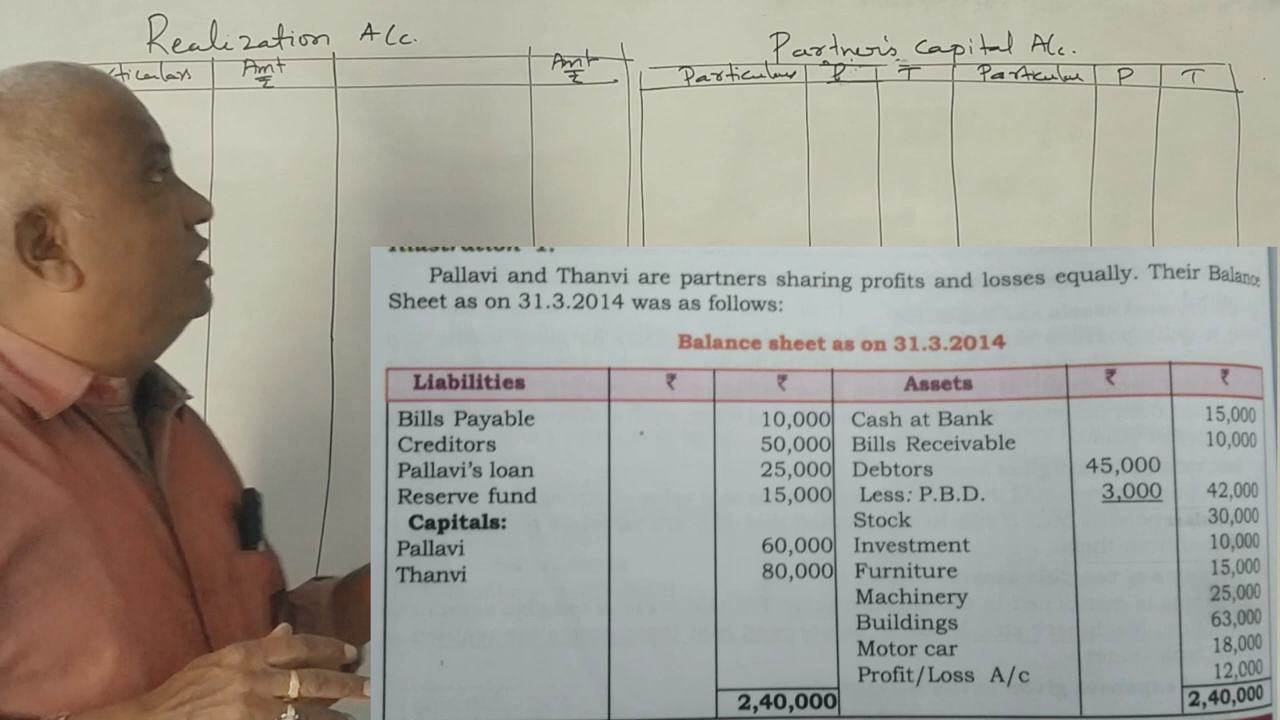 Realization A/c.
Partner's Capital A/c.
ticulars Amt ₹ Amt ₹
Particulars P T Particular P T
Illustration 1.
Pallavi and Thanvi are partners sharing profits and losses equally. Their Balance
Sheet as on 31.3.2014 was as follows:
Balance sheet as on 31.3.2014
Liabilities ₹ ₹ Assets ₹ ₹
Bills Payable 10,000 Cash at Bank 15,000
Creditors 50,000 Bills Receivable 10,000
Pallavi's loan 25,000 Debtors 45,000
Reserve fund 15,000 Less: P.B.D. 3,000 42,000
Capitals: Stock 30,000
Pallavi 60,000 Investment 10,000
Thanvi 80,000 Furniture 15,000
Machinery 25,000
Buildings 63,000
Motor car 18,000
Profit/Loss A/c 12,000
2,40,000 2,40,000